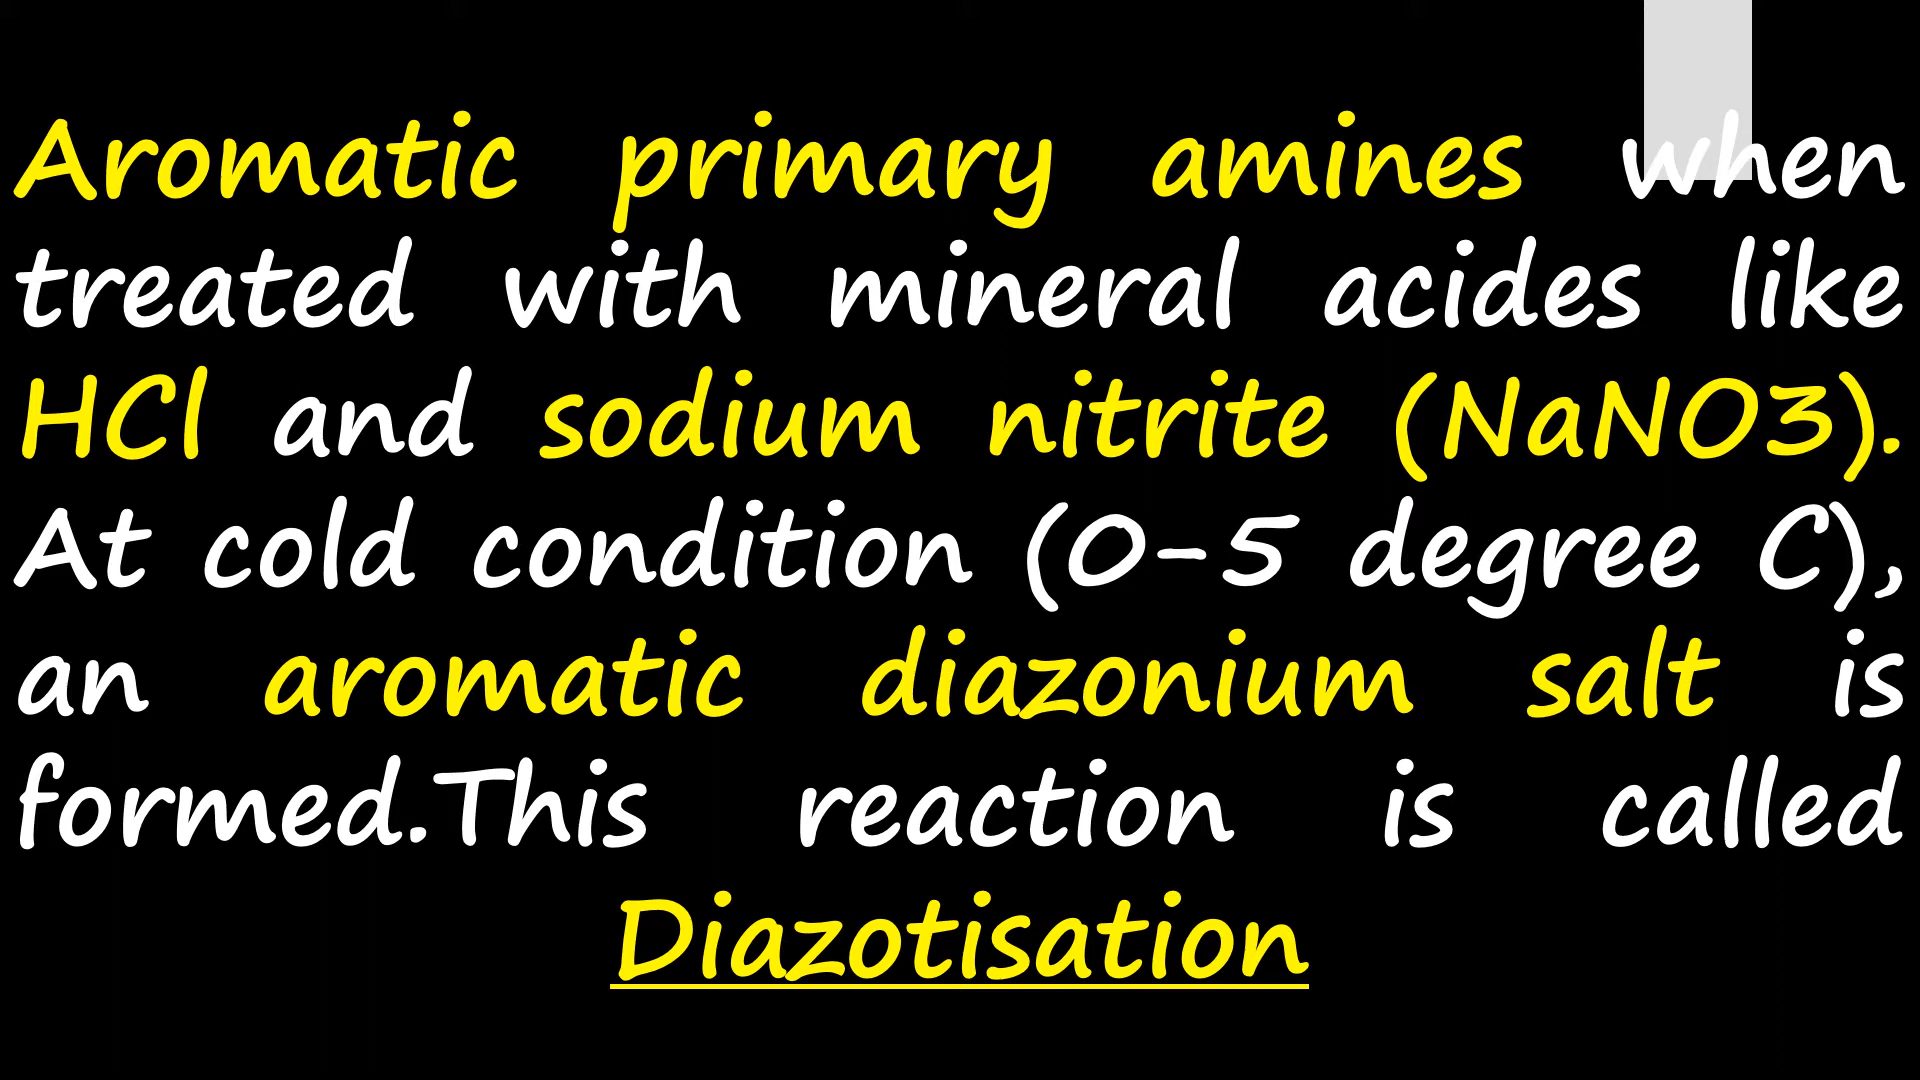 Aromatic primary amines when
treated with mineral acides like
HCl and sodium nitrite (NaNO3).
At cold condition (0-5 degree C),
an aromatic diazonium salt is
formed.This reaction is called
Diazotisation